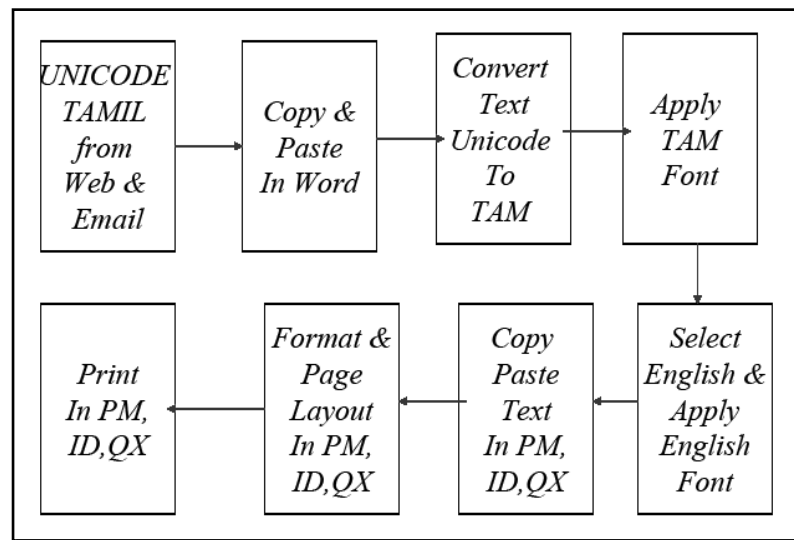 UNICODE
TAMIL
from
Web &
Email
Copy &
Paste
In Word
Convert
Text
Unicode
To
TAM
Apply
TAM
Font
Select
English &
Apply
English
Font
Copy
Paste
Text
In PM,
ID,QX
Format &
Page
Layout
In PM,
ID,QX
Print
In PM,
ID,QX